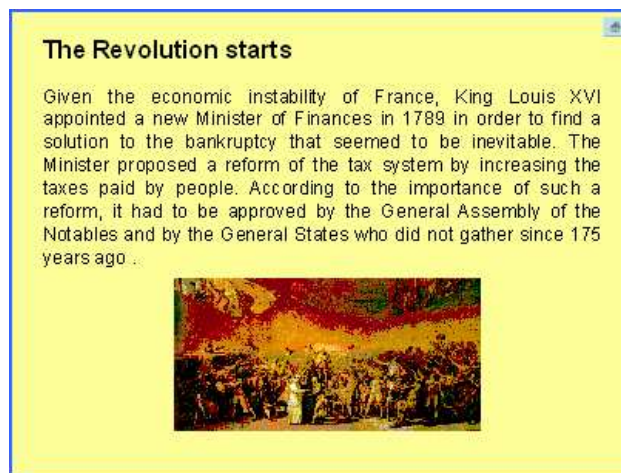 The Revolution starts
Given the economic instability of France, King Louis XVI
appointed a new Minister of Finances in 1789 in order to find a
solution to the bankruptcy that seemed to be inevitable. The
Minister proposed a reform of the tax system by increasing the
taxes paid by people. According to the importance of such a
reform, it had to be approved by the General Assembly of the
Notables and by the General States who did not gather since 175
years ago .